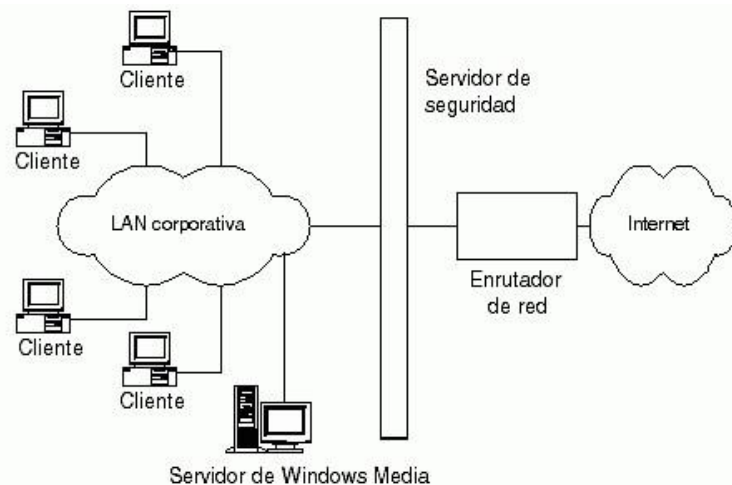 Cliente
Servidor de
seguridad
Cliente
LAN corporativa
Internet
Enrutador
de red
Cliente
Cliente
Servidor de Windows Media